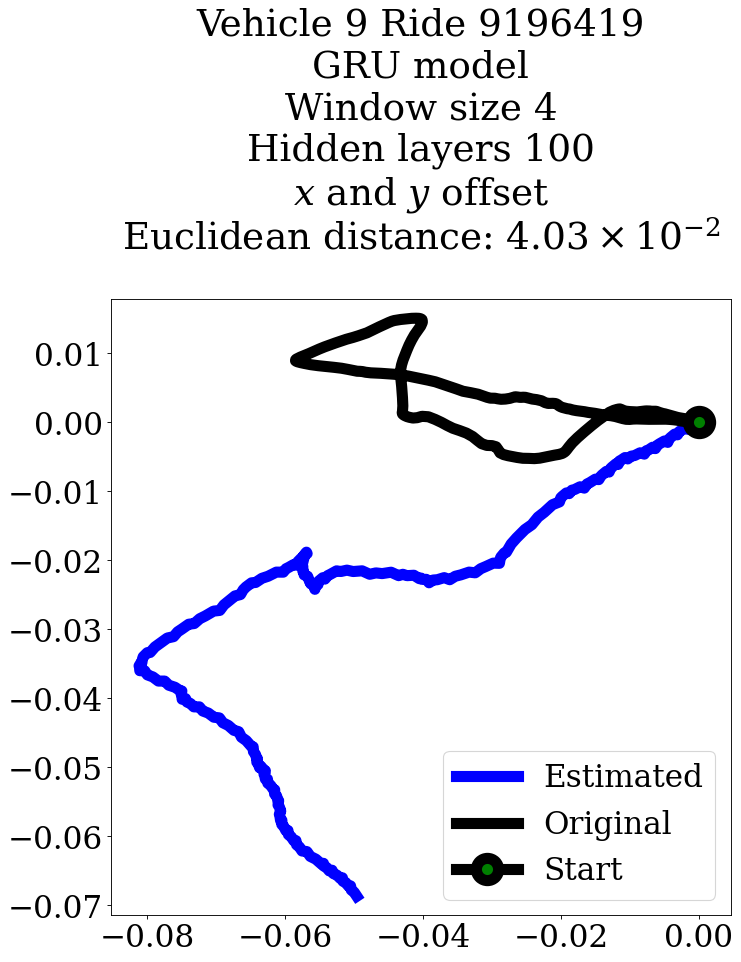 Vehicle 9 Ride 9196419
GRU model
Window size 4
Hidden layers 100
x and y offset
Euclidean distance: 4.03 × 10⁻²
0.01
0.00
−0.01
−0.02
−0.03
−0.04
−0.05
−0.06
−0.07
Estimated
Original
Start
−0.08 −0.06 −0.04 −0.02 0.00